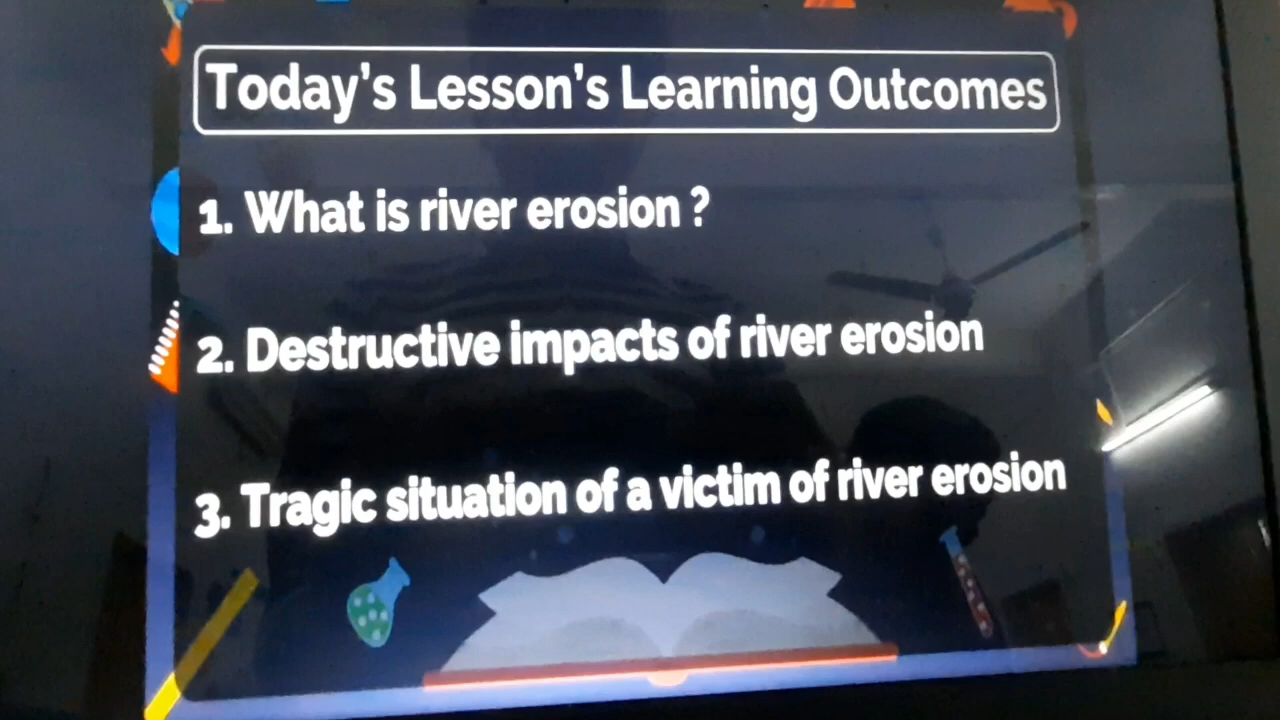 Today's Lesson's Learning Outcomes
1. What is river erosion ?
2. Destructive impacts of river erosion
3. Tragic situation of a victim of river erosion